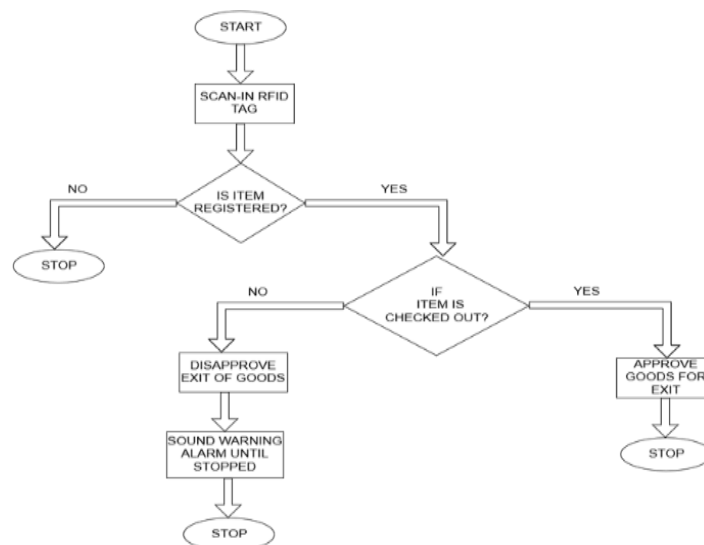 START
SCAN-IN RFID
TAG
NO
YES
IS ITEM
REGISTERED?
STOP
NO
YES
IF
ITEM IS
CHECKED OUT?
DISAPPROVE
EXIT OF GOODS
APPROVE
GOODS FOR
EXIT
SOUND WARNING
ALARM UNTIL
STOPPED
STOP
STOP